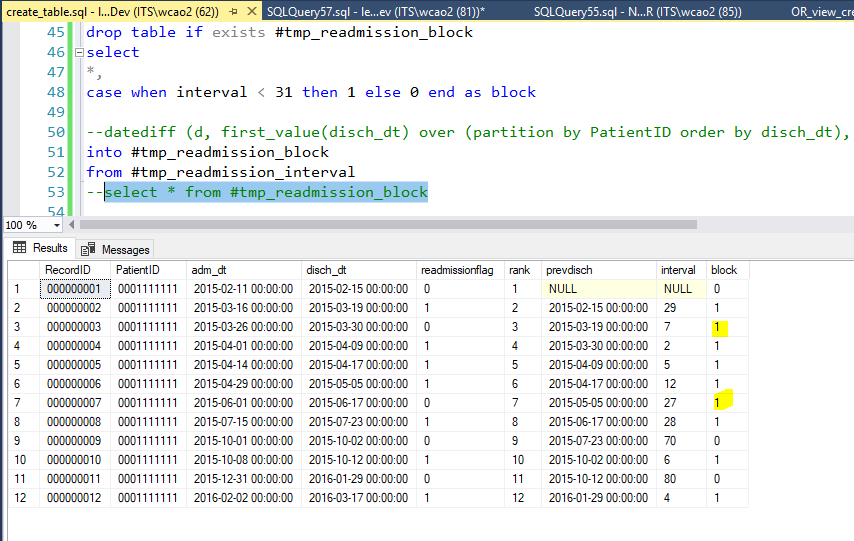 create_table.sql - I...Dev (ITS\wcao2 (62)) SQLQuery57.sql - Ie...ev (ITS\wcao2 (81))* SQLQuery55.sql - N...R (ITS\wcao2 (85)) OR_view_cre
45 drop table if exists #tmp_readmission_block
46 select
47 *,
48 case when interval < 31 then 1 else 0 end as block
49
50 --datediff (d, first_value(disch_dt) over (partition by PatientID order by disch_dt),
51 into #tmp_readmission_block
52 from #tmp_readmission_interval
53 --select * from #tmp_readmission_block
54
100 %
Results Messages
RecordID PatientID adm_dt disch_dt readmissionflag rank prevdisch interval block
1 000000001 0001111111 2015-02-11 00:00:00 2015-02-15 00:00:00 0 1 NULL NULL 0
2 000000002 0001111111 2015-03-16 00:00:00 2015-03-19 00:00:00 1 2 2015-02-15 00:00:00 29 1
3 000000003 0001111111 2015-03-26 00:00:00 2015-03-30 00:00:00 0 3 2015-03-19 00:00:00 7 1
4 000000004 0001111111 2015-04-01 00:00:00 2015-04-09 00:00:00 1 4 2015-03-30 00:00:00 2 1
5 000000005 0001111111 2015-04-14 00:00:00 2015-04-17 00:00:00 1 5 2015-04-09 00:00:00 5 1
6 000000006 0001111111 2015-04-29 00:00:00 2015-05-05 00:00:00 1 6 2015-04-17 00:00:00 12 1
7 000000007 0001111111 2015-06-01 00:00:00 2015-06-17 00:00:00 0 7 2015-05-05 00:00:00 27 1
8 000000008 0001111111 2015-07-15 00:00:00 2015-07-23 00:00:00 1 8 2015-06-17 00:00:00 28 1
9 000000009 0001111111 2015-10-01 00:00:00 2015-10-02 00:00:00 0 9 2015-07-23 00:00:00 70 0
10 000000010 0001111111 2015-10-08 00:00:00 2015-10-12 00:00:00 1 10 2015-10-02 00:00:00 6 1
11 000000011 0001111111 2015-12-31 00:00:00 2016-01-29 00:00:00 0 11 2015-10-12 00:00:00 80 0
12 000000012 0001111111 2016-02-02 00:00:00 2016-03-17 00:00:00 1 12 2016-01-29 00:00:00 4 1